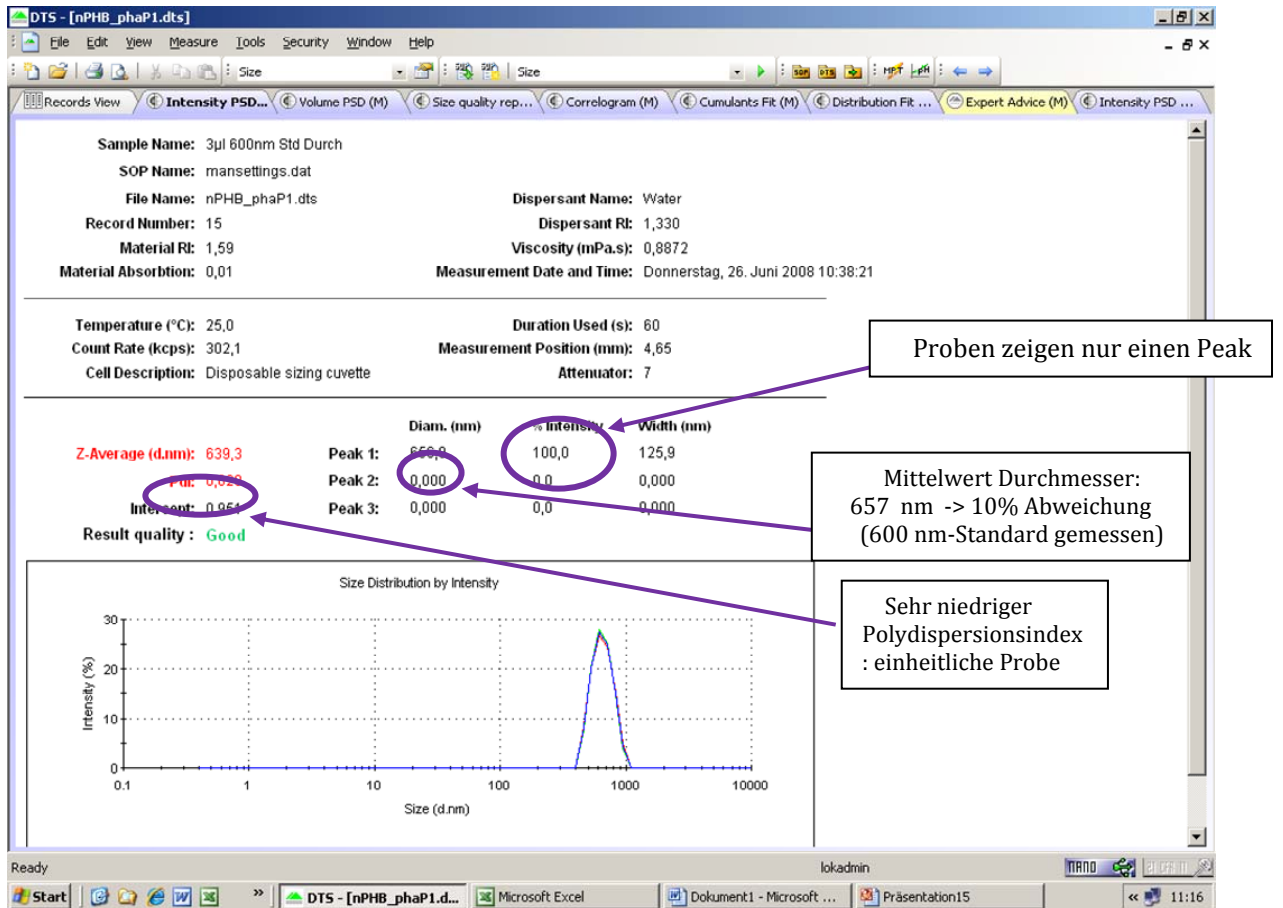 DTS - [nPHB_phaP1.dts]
File Edit View Measure Tools Security Window Help
Size Size SOP DTS MPT pH
Records View Intensity PSD... Volume PSD (M) Size quality rep... Correlogram (M) Cumulants Fit (M) Distribution Fit ... Expert Advice (M) Intensity PSD ...
Sample Name: 3µl 600nm Std Durch
SOP Name: mansettings.dat
File Name: nPHB_phaP1.dts Dispersant Name: Water
Record Number: 15 Dispersant RI: 1,330
Material RI: 1,59 Viscosity (mPa.s): 0,8872
Material Absorbtion: 0,01 Measurement Date and Time: Donnerstag, 26. Juni 2008 10:38:21
Temperature (°C): 25,0 Duration Used (s): 60
Count Rate (kcps): 302,1 Measurement Position (mm): 4,65
Cell Description: Disposable sizing cuvette Attenuator: 7
Proben zeigen nur einen Peak
Diam. (nm) % Intensity Width (nm)
Z-Average (d.nm): 639,3 Peak 1: 100,0 125,9
PdI: Peak 2: 0,000 0,0 0,000
Intercept: Peak 3: 0,000 0,0 0,000
Result quality : Good
Mittelwert Durchmesser:
657 nm -> 10% Abweichung
(600 nm-Standard gemessen)
Sehr niedriger
Polydispersionsindex
: einheitliche Probe
Size Distribution by Intensity
30
20
10
0
Intensity (%)
0.1 1 10 100 1000 10000
Size (d.nm)
Ready lokadmin nano
Start » DTS - [nPHB_phaP1.d... Microsoft Excel Dokument1 - Microsoft ... Präsentation15 « 11:16